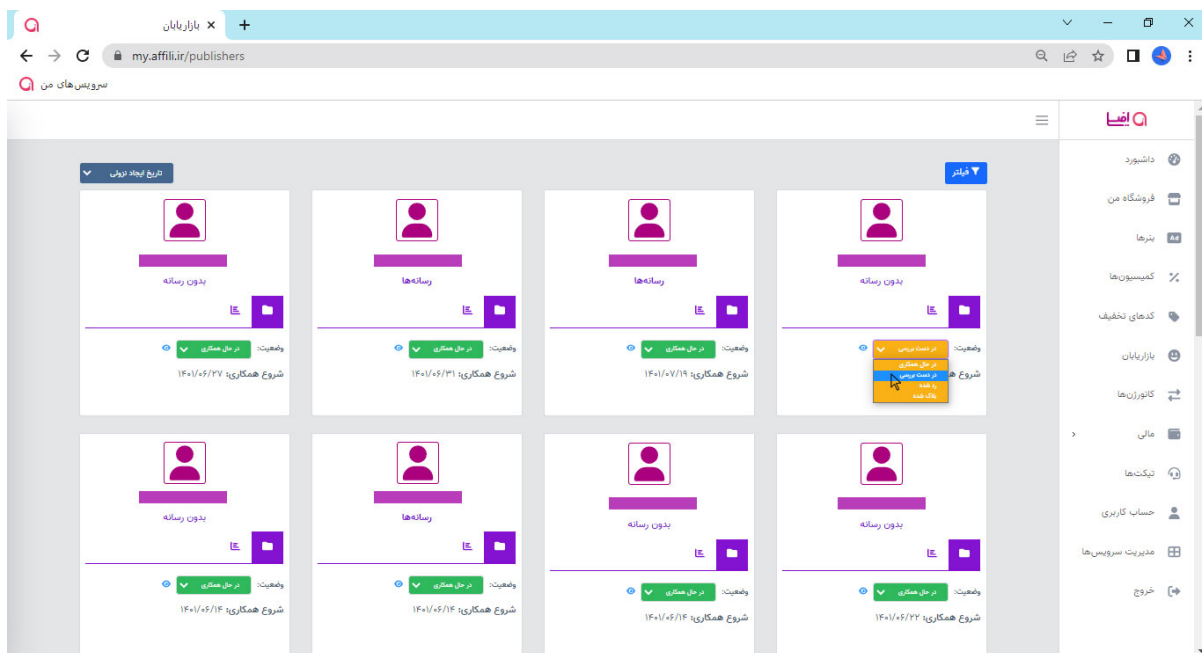 بازاریابان
my.affili.ir/publishers
سرویس‌های من
افیلی
داشبورد
فروشگاه من
بنرها
Ad
کمیسیون‌ها
کدهای تخفیف
بازاریابان
کانورژن‌ها
مالی
تیکت‌ها
حساب کاربری
مدیریت سرویس‌ها
خروج
فیلتر
تاریخ ایجاد نزولی
بدون رسانه
وضعیت: در دست بررسی
در حال همکاری
در دست بررسی
رد شده
بلاک شده
شروع ه
رسانه‌ها
وضعیت: در حال همکاری
شروع همکاری: ۱۴۰۱/۰۷/۱۹
رسانه‌ها
وضعیت: در حال همکاری
شروع همکاری: ۱۴۰۱/۰۶/۳۱
بدون رسانه
وضعیت: در حال همکاری
شروع همکاری: ۱۴۰۱/۰۶/۲۷
بدون رسانه
وضعیت: در حال همکاری
شروع همکاری: ۱۴۰۱/۰۶/۲۲
بدون رسانه
وضعیت: در حال همکاری
شروع همکاری: ۱۴۰۱/۰۶/۱۴
رسانه‌ها
وضعیت: در حال همکاری
شروع همکاری: ۱۴۰۱/۰۶/۱۴
بدون رسانه
وضعیت: در حال همکاری
شروع همکاری: ۱۴۰۱/۰۶/۱۴